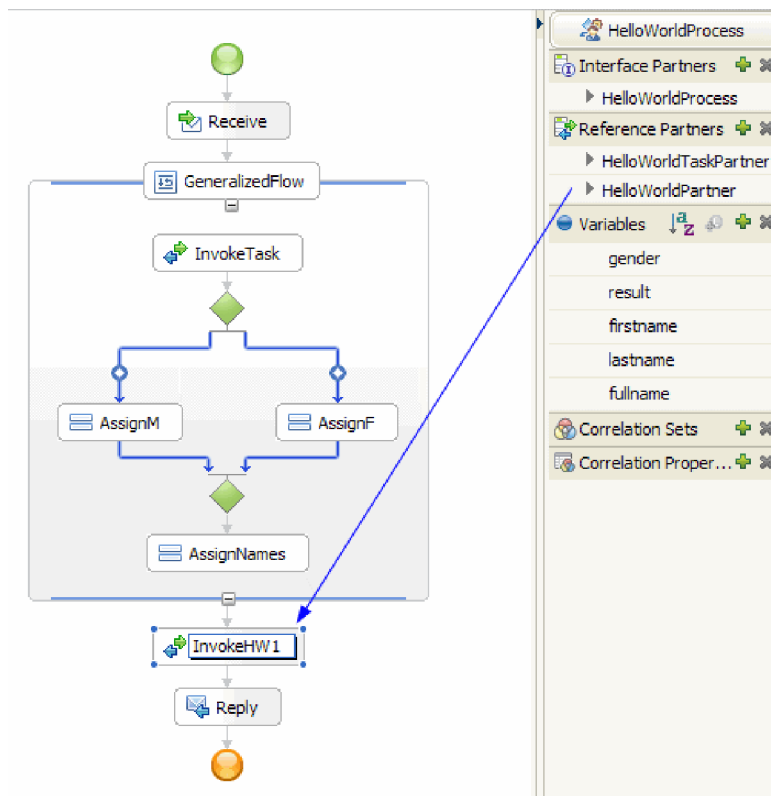 Receive
GeneralizedFlow
InvokeTask
AssignM
AssignF
AssignNames
InvokeHW1
Reply
HelloWorldProcess
Interface Partners
HelloWorldProcess
Reference Partners
HelloWorldTaskPartner
HelloWorldPartner
Variables
gender
result
firstname
lastname
fullname
Correlation Sets
Correlation Proper...